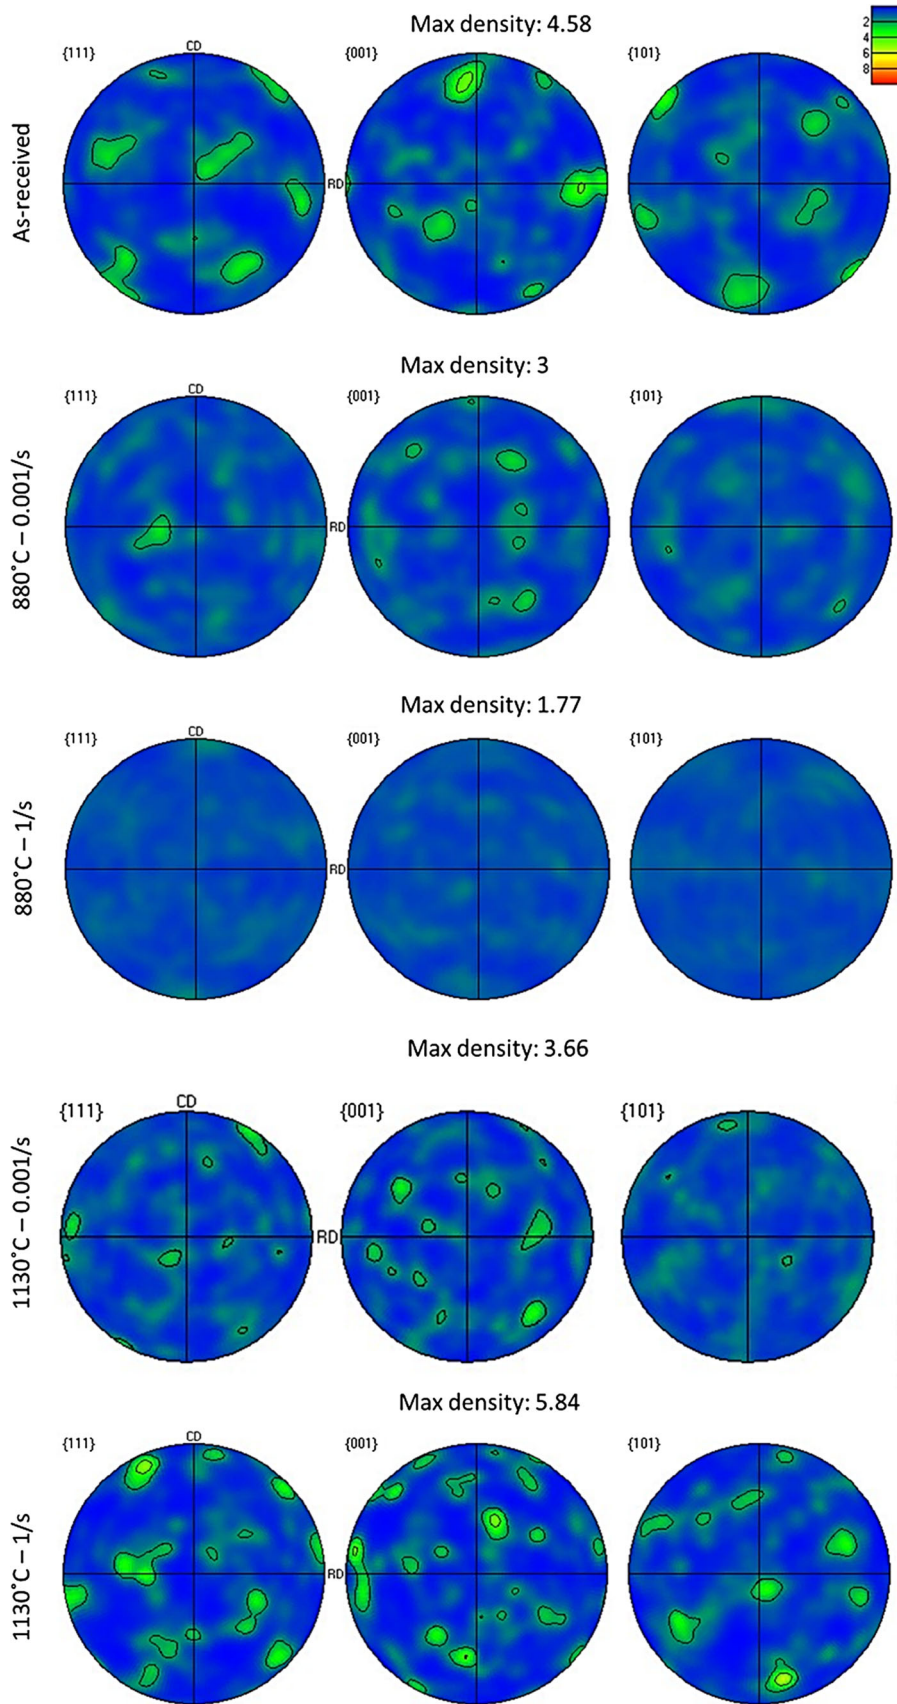 Max density: 4.58
{111} CD {001} {101}
2
4
6
8
As-received
RD
Max density: 3
{111} CD {001} {101}
880°C – 0.001/s
RD
Max density: 1.77
{111} CD {001} {101}
880°C – 1/s
RD
Max density: 3.66
{111} CD {001} {101}
1130°C – 0.001/s
RD
Max density: 5.84
{111} CD {001} {101}
1130°C – 1/s
RD